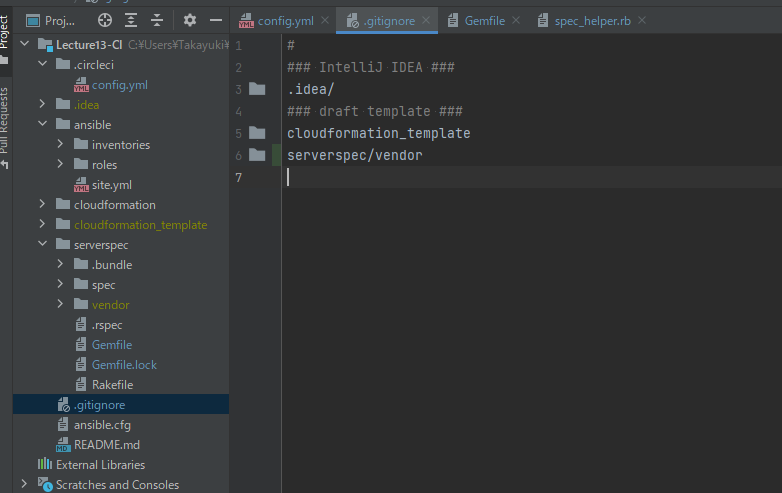 Project
Pull Requests
Proj...
config.yml
.gitignore
Gemfile
spec_helper.rb
Lecture13-CI C:¥Users¥Takayuki¥
.circleci
config.yml
.idea
ansible
inventories
roles
site.yml
cloudformation
cloudformation_template
serverspec
.bundle
spec
vendor
.rspec
Gemfile
Gemfile.lock
Rakefile
.gitignore
ansible.cfg
README.md
External Libraries
Scratches and Consoles
1 #
2 ### IntelliJ IDEA ###
3 .idea/
4 ### draft template ###
5 cloudformation_template
6 serverspec/vendor
7